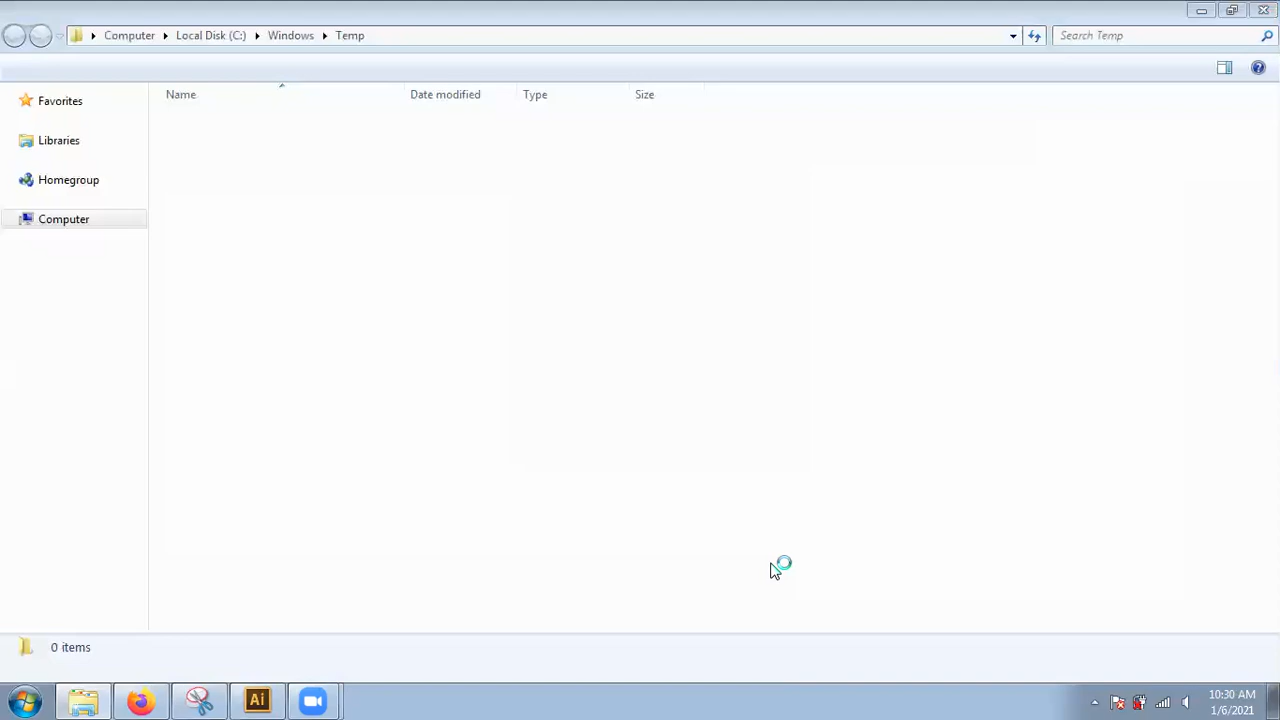 Computer Local Disk (C:) Windows Temp
Search Temp
Name Date modified Type Size
Favorites
Libraries
Homegroup
Computer
0 items
Ai
10:30 AM
1/6/2021